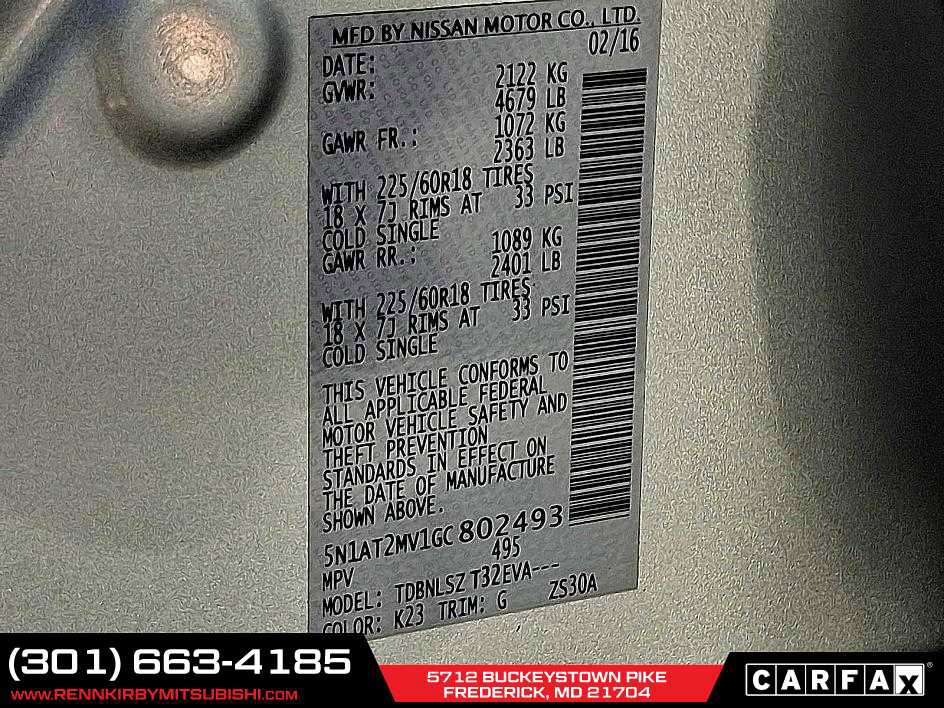 MFD BY NISSAN MOTOR CO., LTD.
DATE: 02/16
GVWR: 2122 KG
4679 LB
GAWR FR.: 1072 KG
2363 LB
WITH 225/60R18 TIRES
18 X 7J RIMS AT 33 PSI
COLD SINGLE
GAWR RR.: 1089 KG
2401 LB
WITH 225/60R18 TIRES
18 X 7J RIMS AT 33 PSI
COLD SINGLE
THIS VEHICLE CONFORMS TO
ALL APPLICABLE FEDERAL
MOTOR VEHICLE SAFETY AND
THEFT PREVENTION
STANDARDS IN EFFECT ON
THE DATE OF MANUFACTURE
SHOWN ABOVE.
5N1AT2MV1GC802493
MPV 495
MODEL: TDBNLSZ T32EVA---
COLOR: K23 TRIM: G ZS30A
(301) 663-4185
WWW.RENNKIRBYMITSUBISHI.COM
5712 BUCKEYSTOWN PIKE
FREDERICK, MD 21704
CARFAX